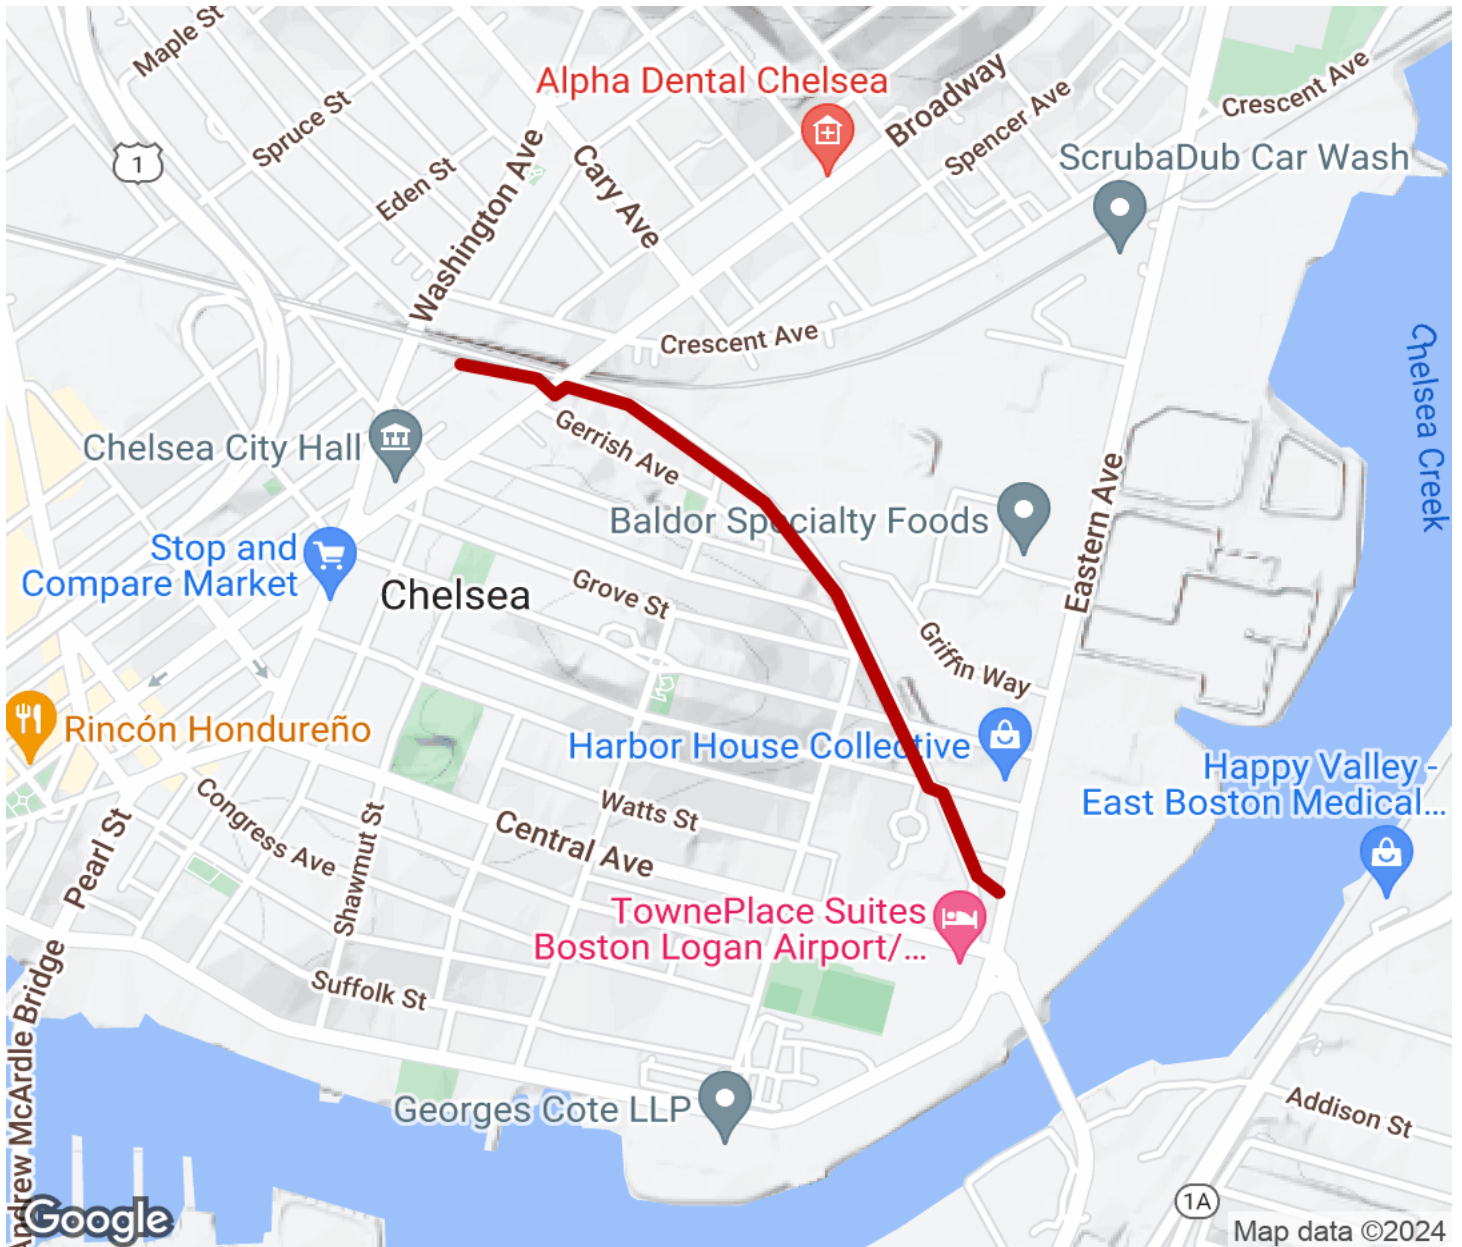 Maple St
Alpha Dental Chelsea
Broadway
Crescent Ave
Spruce St
Spencer Ave
1
Eden St
Washington Ave
Cary Ave
ScrubaDub Car Wash
Crescent Ave
Chelsea Creek
Chelsea City Hall
Gerrish Ave
Baldor Specialty Foods
Eastern Ave
Stop and
Compare Market
Chelsea
Grove St
Griffin Way
Rincón Hondureño
Harbor House Collective
Happy Valley -
East Boston Medical...
Congress Ave
Watts St
Central Ave
Pearl St
Shawmut St
TownePlace Suites
Boston Logan Airport/...
Suffolk St
Andrew McArdle Bridge
Georges Cote LLP
Addison St
1A
Google
Map data ©2024